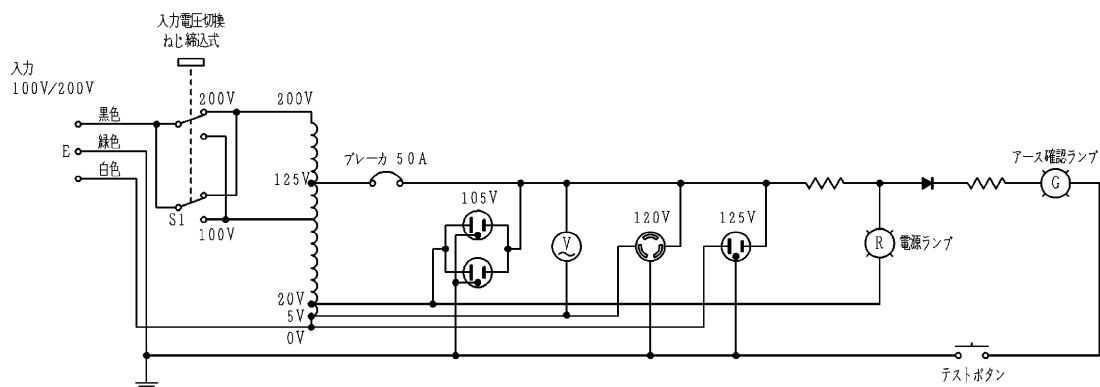 入力電圧切換
ねじ締込式
入力
100V/200V
黒色
E
緑色
白色
200V
S1
100V
200V
125V
20V
5V
0V
ブレーカ 50A
105V
V
120V
125V
R
電源ランプ
アース確認ランプ
G
テストボタン